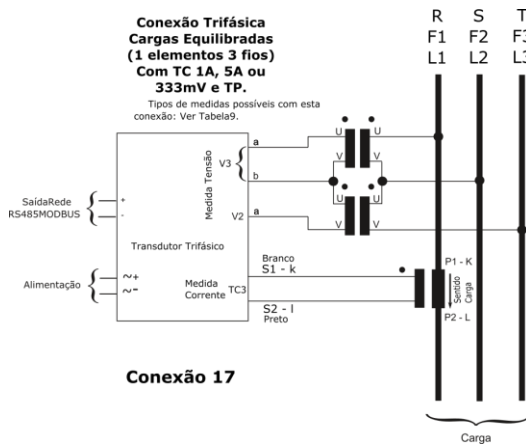 Conexão Trifásica
Cargas Equilibradas
(1 elementos 3 fios)
Com TC 1A, 5A ou
333mV e TP.
Tipos de medidas possíveis com esta
conexão: Ver Tabela9.
R S T
F1 F2 F3
L1 L2 L3
a
V3
b
Medida Tensão
V2
a
U U
V V
U U
V V
SaídaRede
RS485MODBUS
+
-
Transdutor Trifásico
Alimentação
~+
~-
Medida
Corrente
TC3
Branco
S1 - k
S2 - l
Preto
P1 - K
Sentido
Carga
P2 - L
Conexão 17
Carga